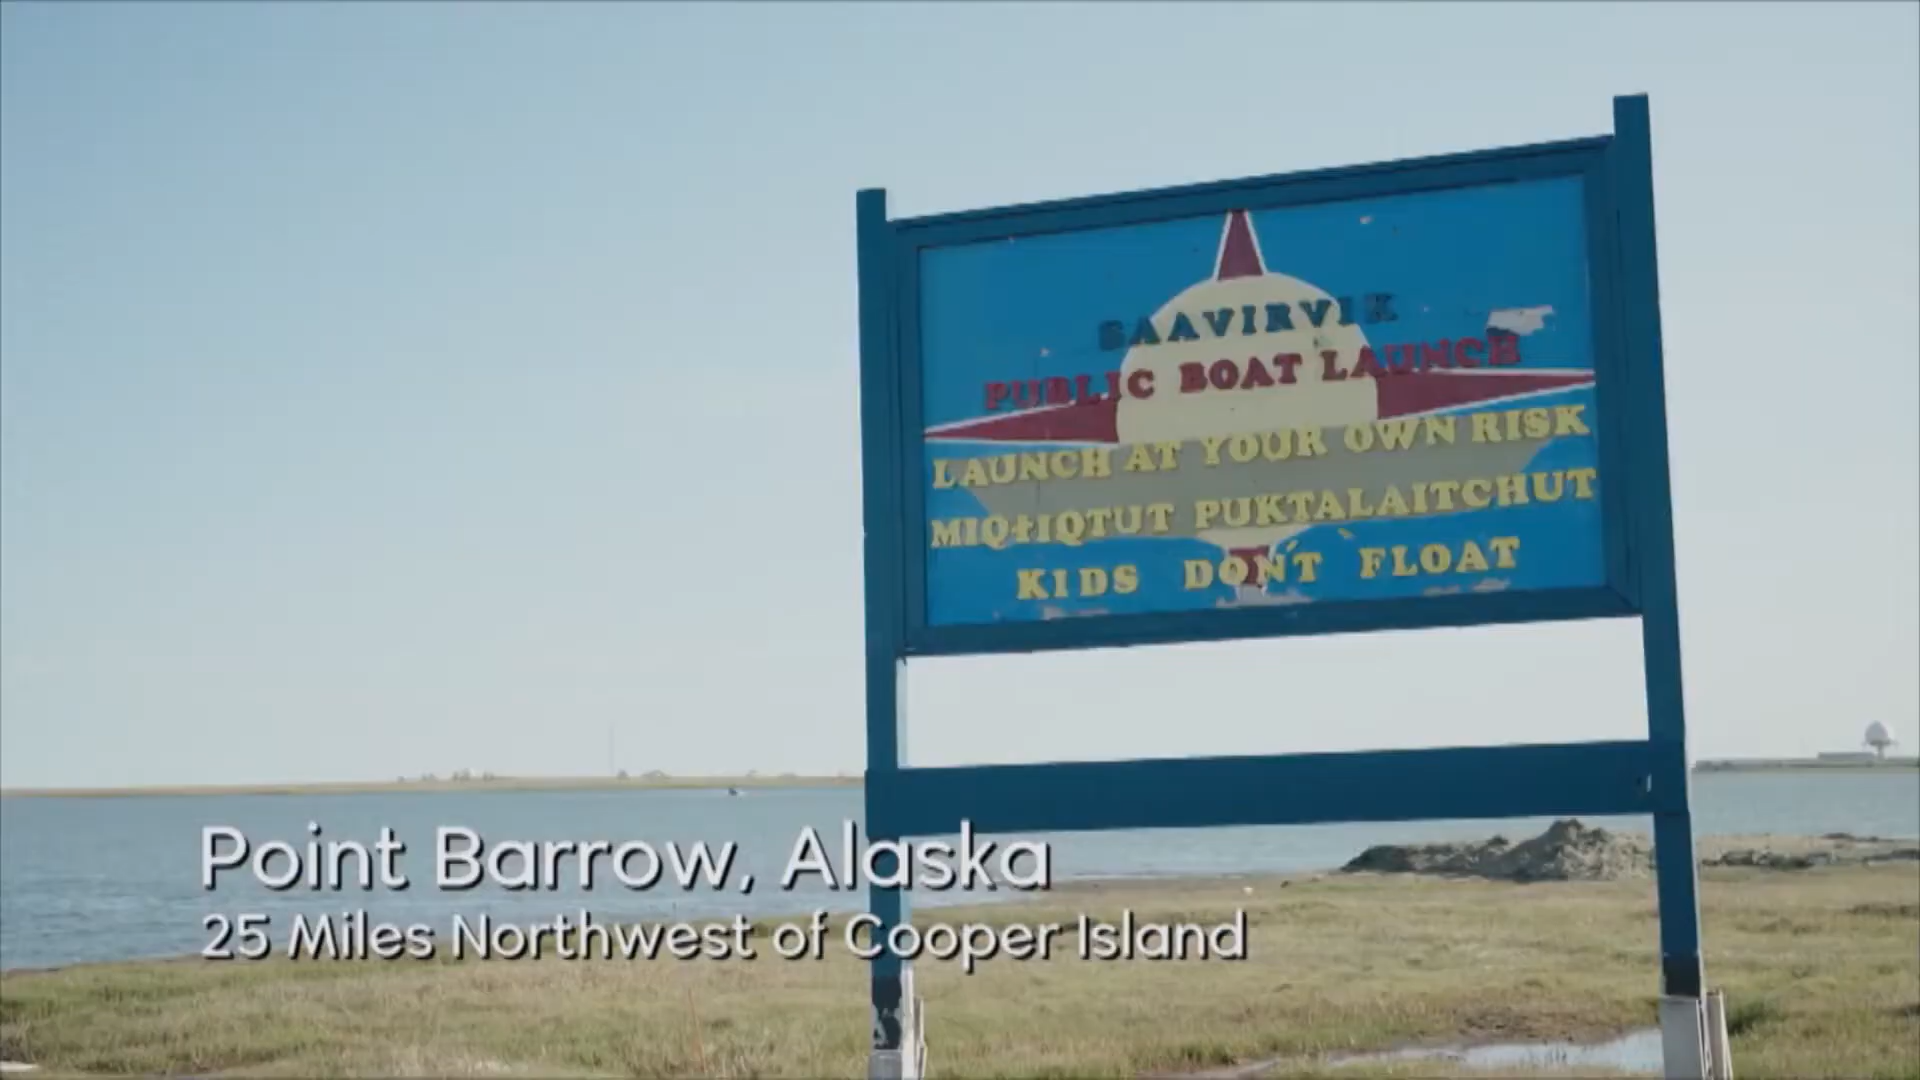 SAAVIRVIK
PUBLIC BOAT LAUNCH
LAUNCH AT YOUR OWN RISK
MIQŁIQTUT PUKTALAITCHUT
KIDS DON'T FLOAT
Point Barrow, Alaska
25 Miles Northwest of Cooper Island